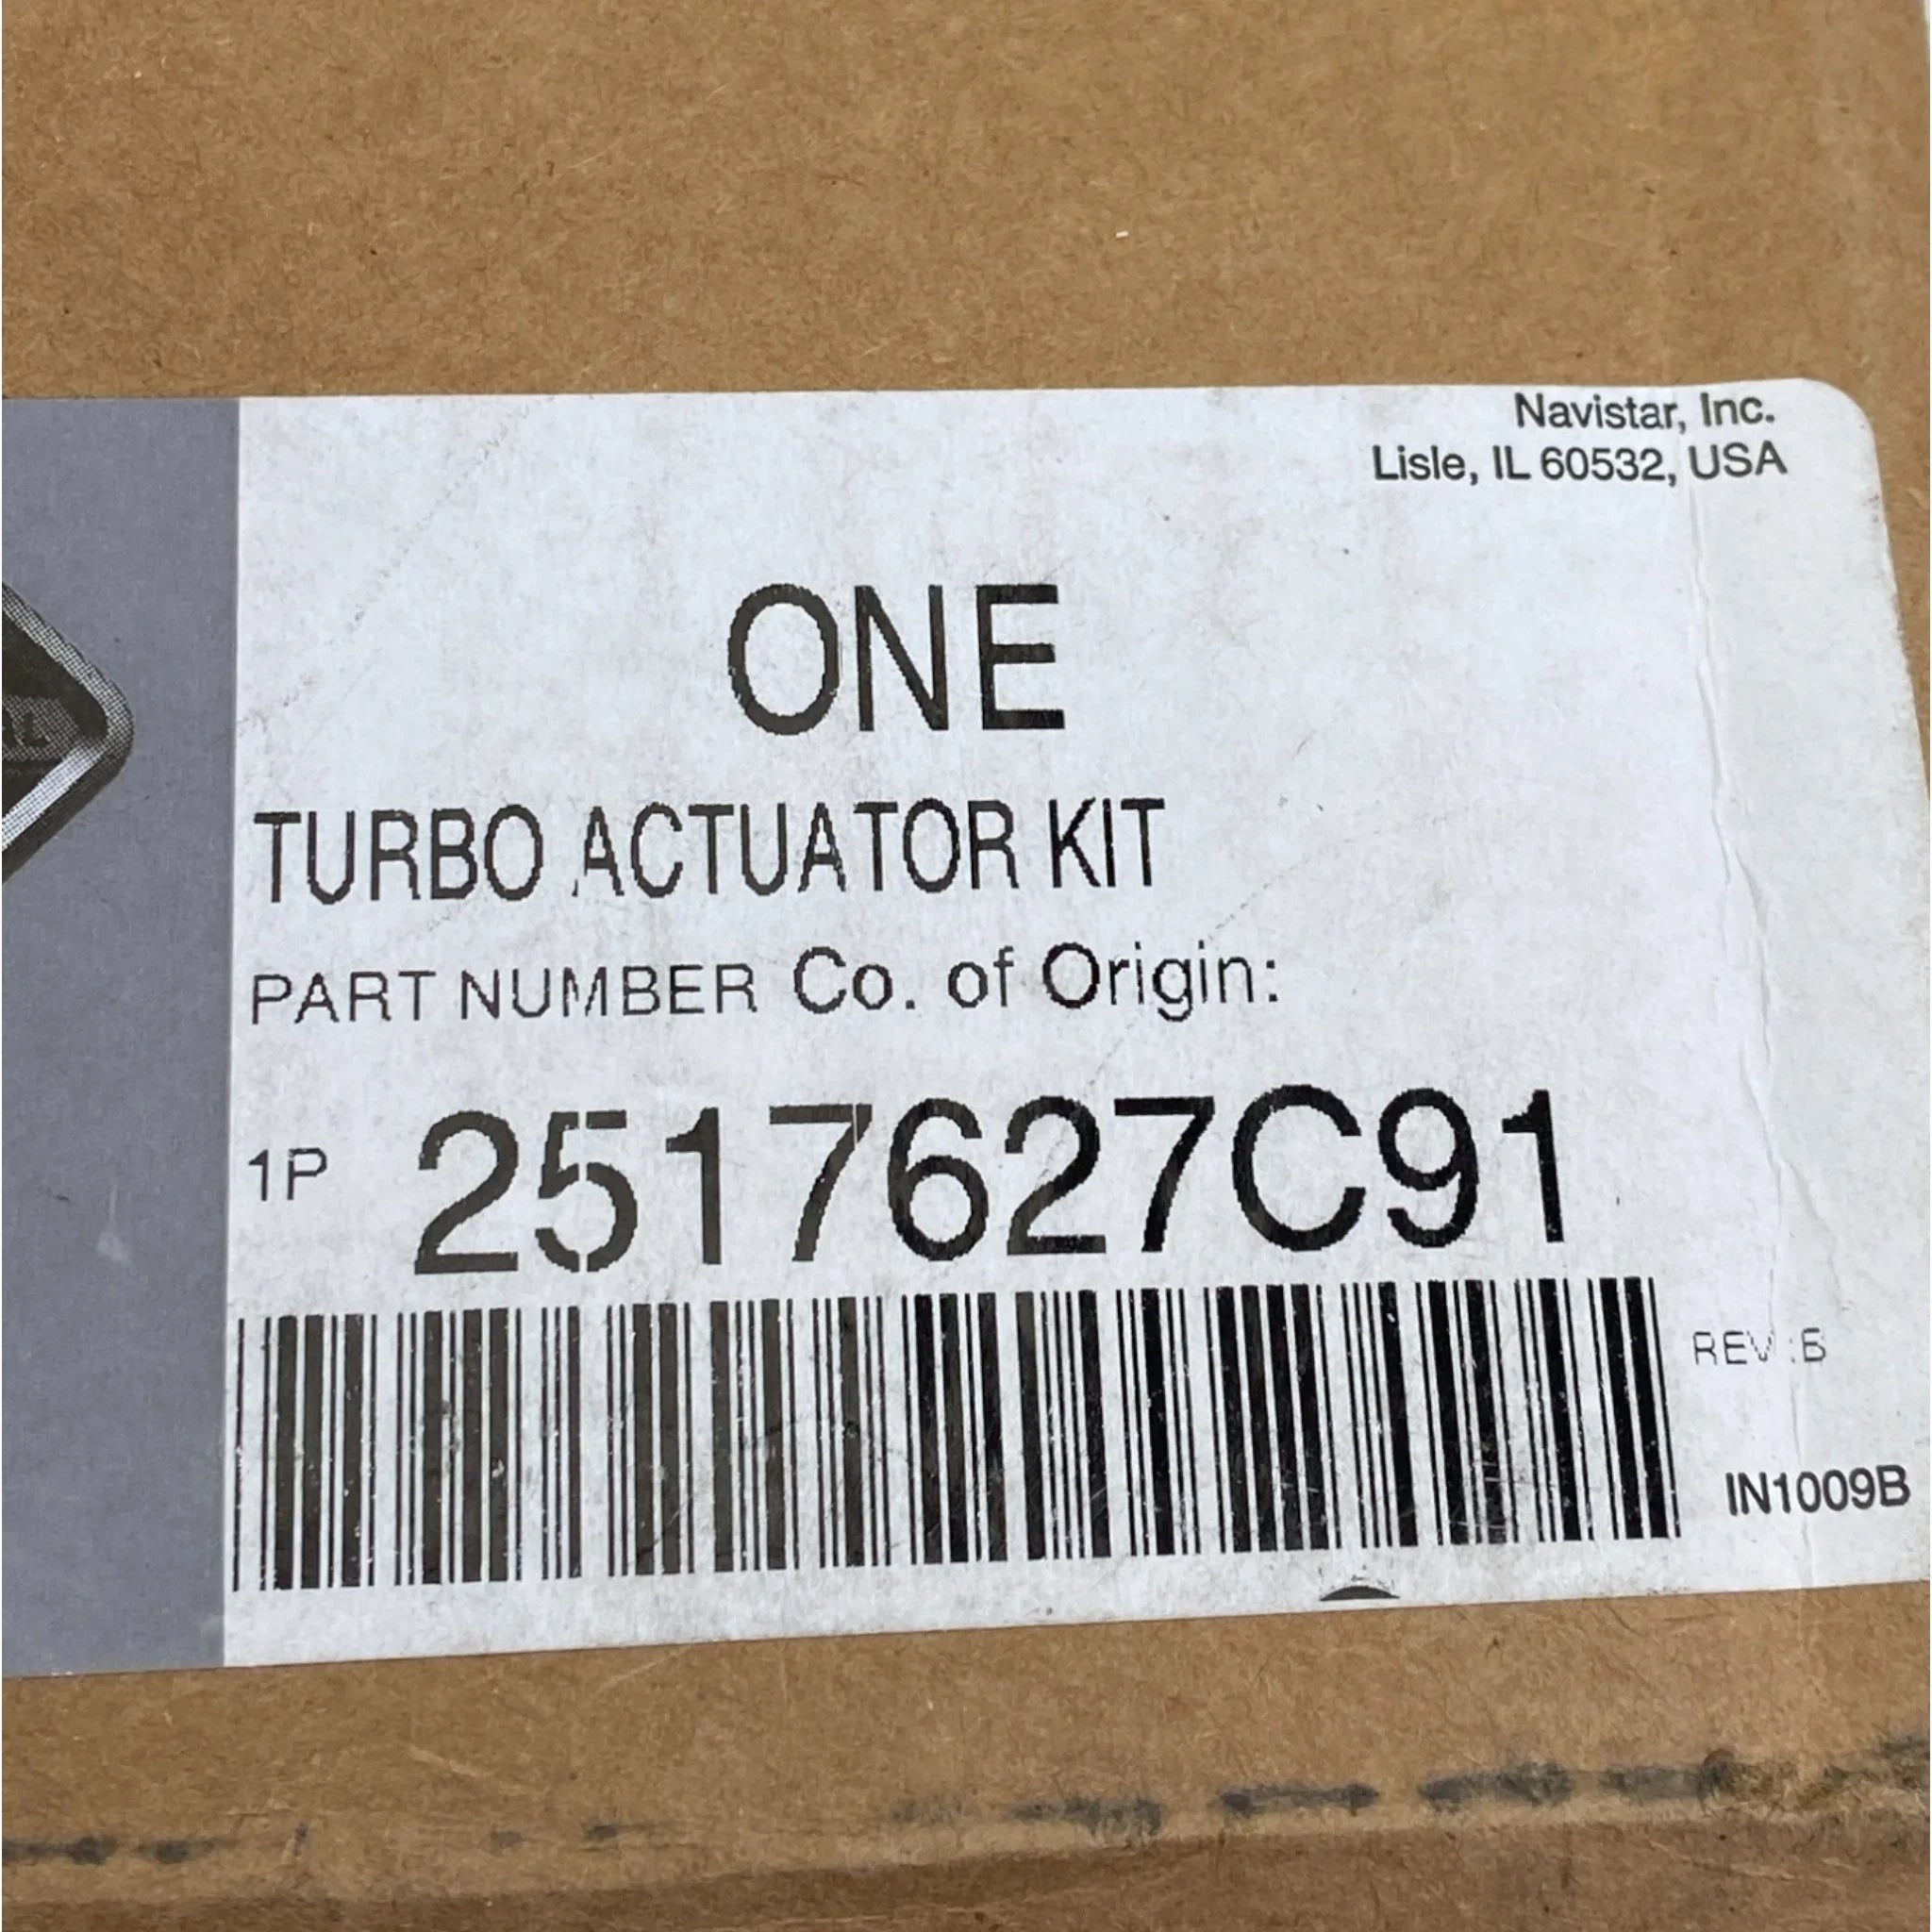 Navistar, Inc.
Lisle, IL 60532, USA
ONE
TURBO ACTUATOR KIT
PART NUMBER Co. of Origin:
1P 2517627C91
REV:B
IN1009B